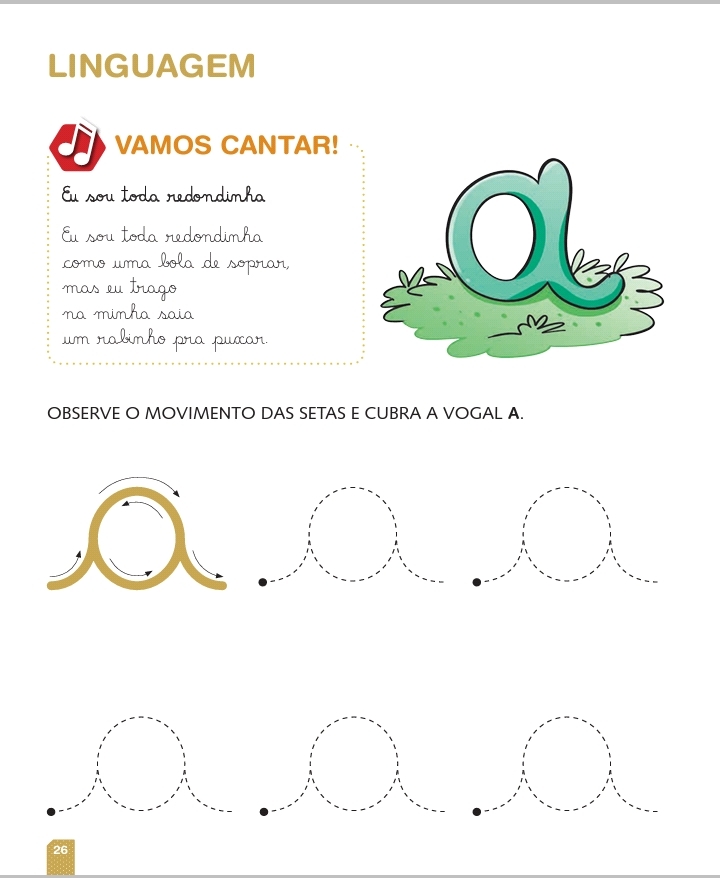 LINGUAGEM
VAMOS CANTAR!
Eu sou toda redondinha
Eu sou toda redondinha
como uma bola de soprar,
mas eu trago
na minha saia
um rabinho pra puxar.
OBSERVE O MOVIMENTO DAS SETAS E CUBRA A VOGAL A.
26